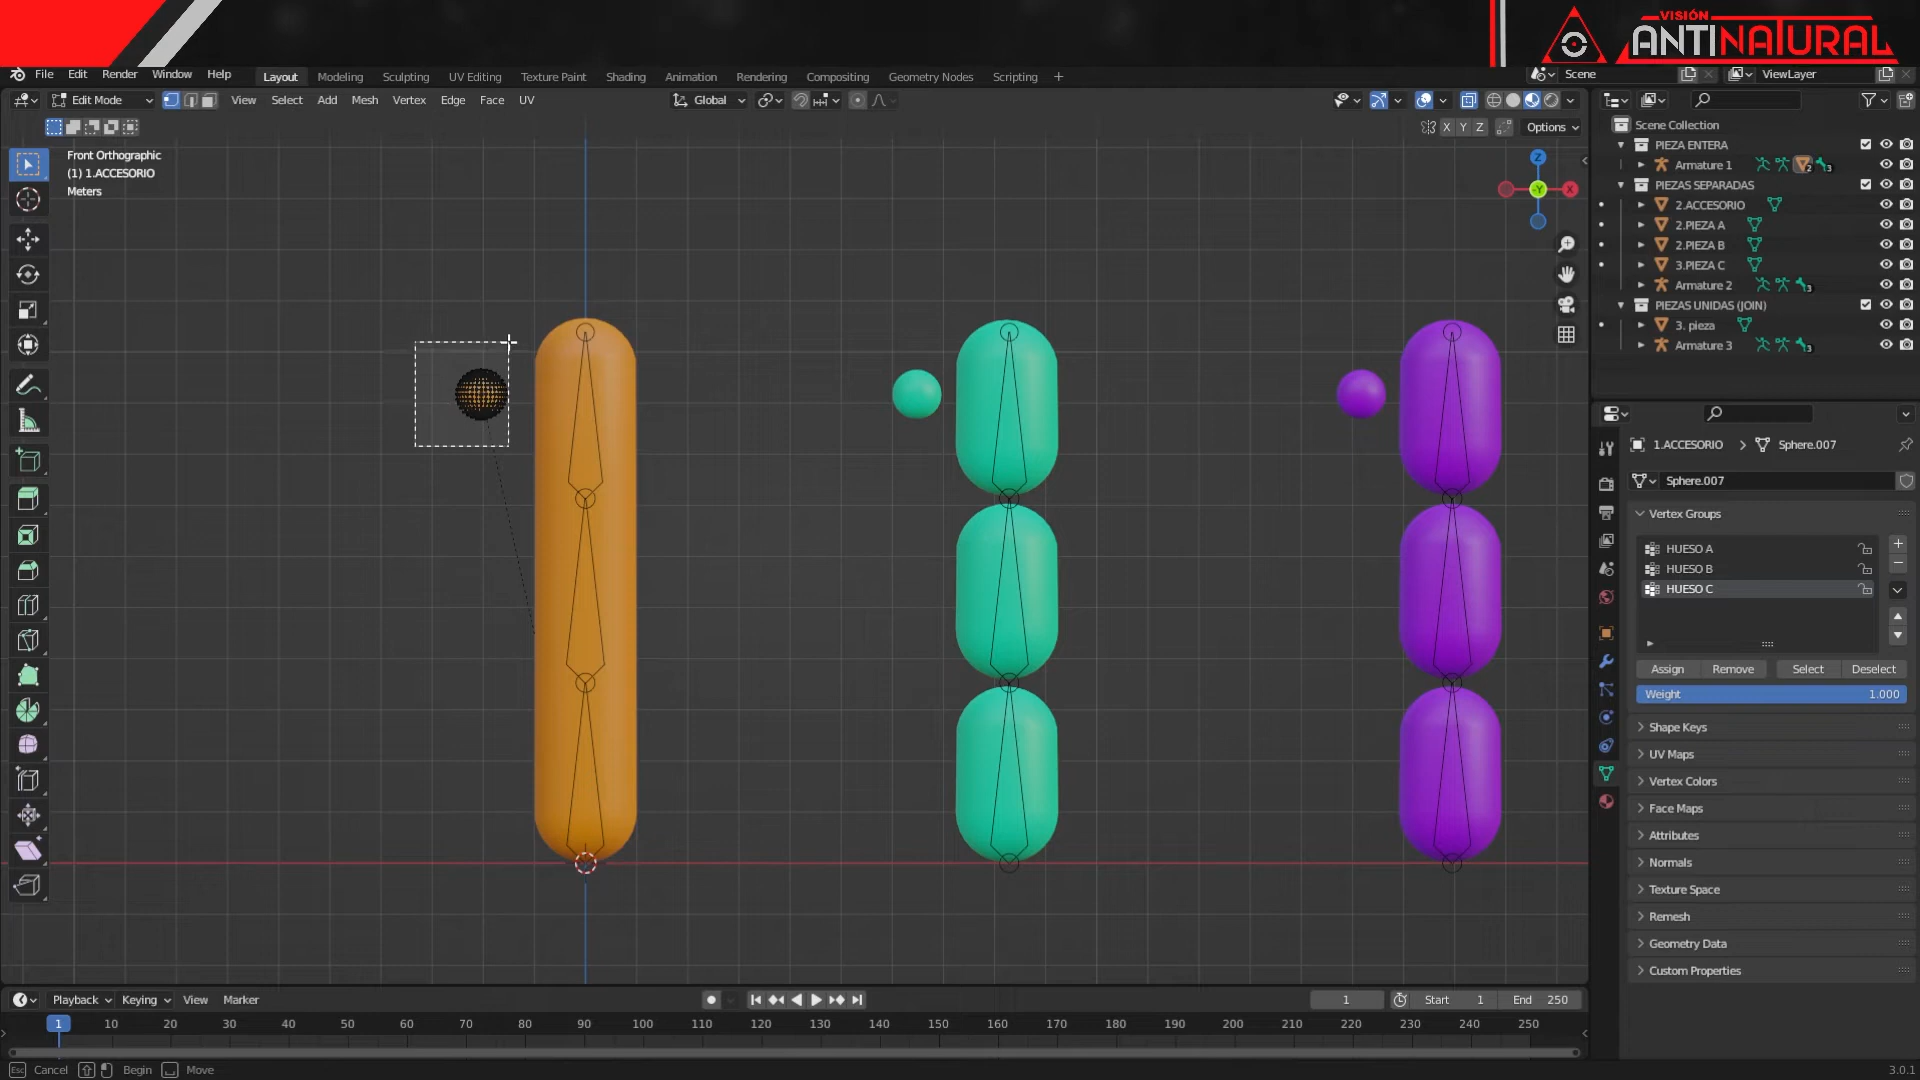 VISIÓN
ANTINATURAL
File Edit Render Window Help Layout Modeling Sculpting UV Editing Texture Paint Shading Animation Rendering Compositing Geometry Nodes Scripting + Scene ViewLayer
Edit Mode View Select Add Mesh Vertex Edge Face UV Global
X Y Z Options
Front Orthographic
(1) 1.ACCESORIO
Meters
Z
Y X
Scene Collection
PIEZA ENTERA
Armature 1 2 3
PIEZAS SEPARADAS
2.ACCESORIO
2.PIEZA A
2.PIEZA B
3.PIEZA C
Armature 2 3
PIEZAS UNIDAS (JOIN)
3. pieza
Armature 3 3
1.ACCESORIO > Sphere.007
Sphere.007
Vertex Groups
HUESO A
HUESO B
HUESO C
Assign Remove Select Deselect
Weight 1.000
Shape Keys
UV Maps
Vertex Colors
Face Maps
Attributes
Normals
Texture Space
Remesh
Geometry Data
Custom Properties
Playback Keying View Marker 1 Start 1 End 250
1 10 20 30 40 50 60 70 80 90 100 110 120 130 140 150 160 170 180 190 200 210 220 230 240 250
Esc Cancel Begin Move 3.0.1